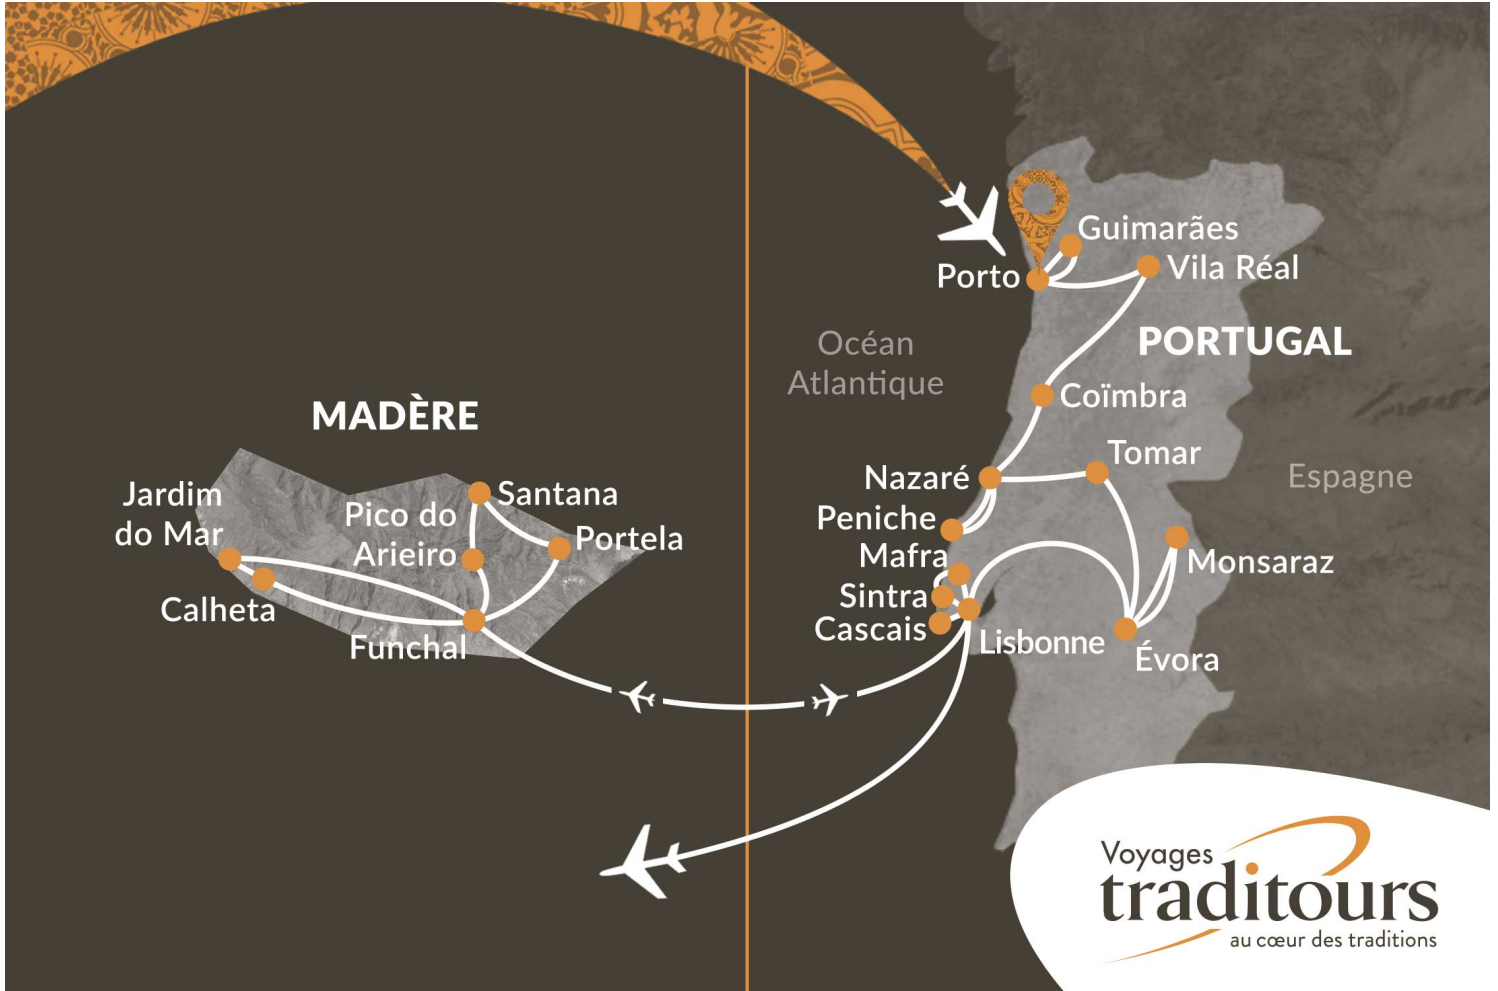 Guimarães
Porto
Vila Réal
PORTUGAL
Océan
Atlantique
Coïmbra
MADÈRE
Tomar
Nazaré
Espagne
Jardim
do Mar
Santana
Pico do
Arieiro
Portela
Peniche
Mafra
Monsaraz
Sintra
Calheta
Cascais
Lisbonne
Funchal
Évora
Voyages
traditours
au cœur des traditions